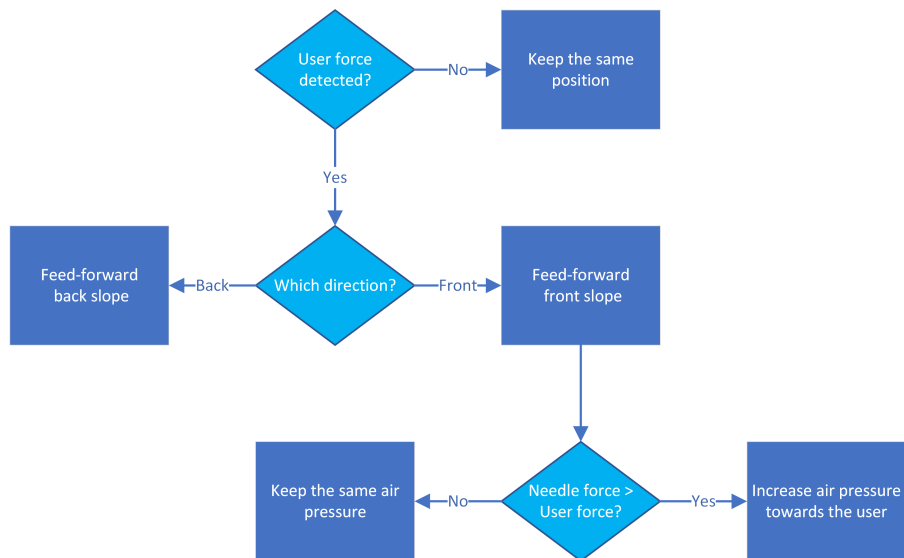 User force
detected?
No
Keep the same
position
Yes
Feed-forward
back slope
Back
Which direction?
Front
Feed-forward
front slope
Keep the same air
pressure
No
Needle force >
User force?
Yes
Increase air pressure
towards the user